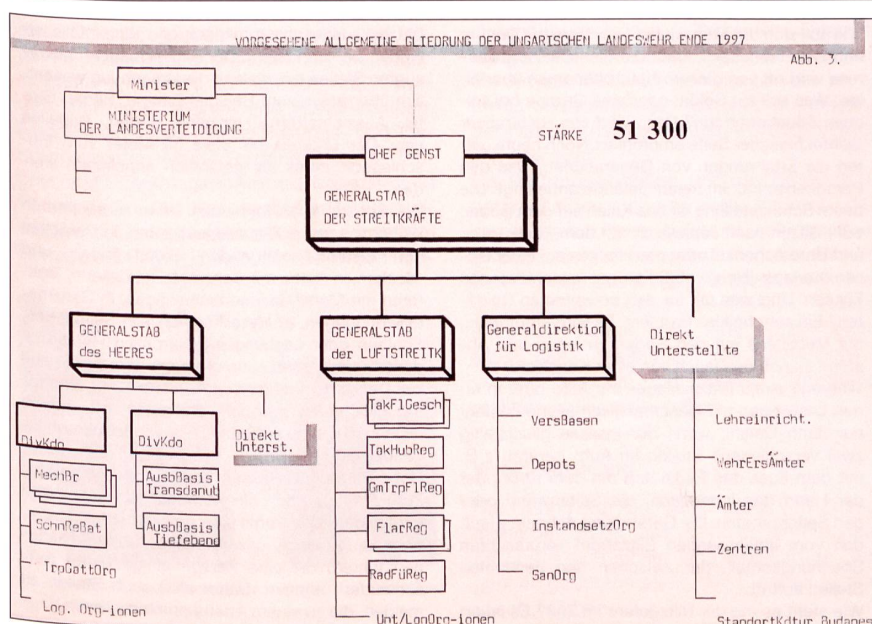 VORGESEHENE ALLGEMEINE GLIEDRUNG DER UNGARISCHEN LANDESWEHR ENDE 1997
Abb. 3.
Minister
MINISTERIUM
DER LANDESVERTEIDIGUNG
STÄRKE 51 300
CHEF GENST
GENERALSTAB
DER STREITKRÄFTE
GENERALSTAB
des HEERES
GENERALSTAB
der LUFTSTREITK
Generaldirektion
für Logistik
Direkt
Unterstellte
DivKdo
MechBr
SchnReBat
TrpGattOrg
Log. Org-ionen
DivKdo
AusbBasis
Transdanub
AusbBasis
Tiefebene
Direkt
Unterst.
TakFlGesch
TakHubReg
GmTrpFlReg
FlarReg
RadFüReg
Unt/LogOrg-ionen
VersBasen
Depots
InstandsetzOrg
SanOrg
Lehreinricht.
WehrErsÄmter
Ämter
Zentren
StandortKdtur Budapes